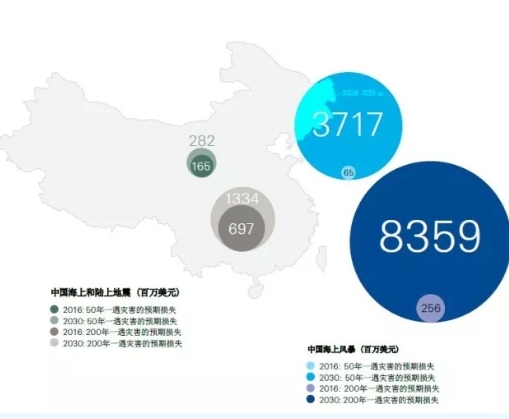 3717
282
165
65
1334
697
8359
256
中国海上和陆上地震 (百万美元)
2016: 50年一遇灾害的预期损失
2030: 50年一遇灾害的预期损失
2016: 200年一遇灾害的预期损失
2030: 200年一遇灾害的预期损失
中国海上风暴 (百万美元)
2016: 50年一遇灾害的预期损失
2030: 50年一遇灾害的预期损失
2016: 200年一遇灾害的预期损失
2030: 200年一遇灾害的预期损失